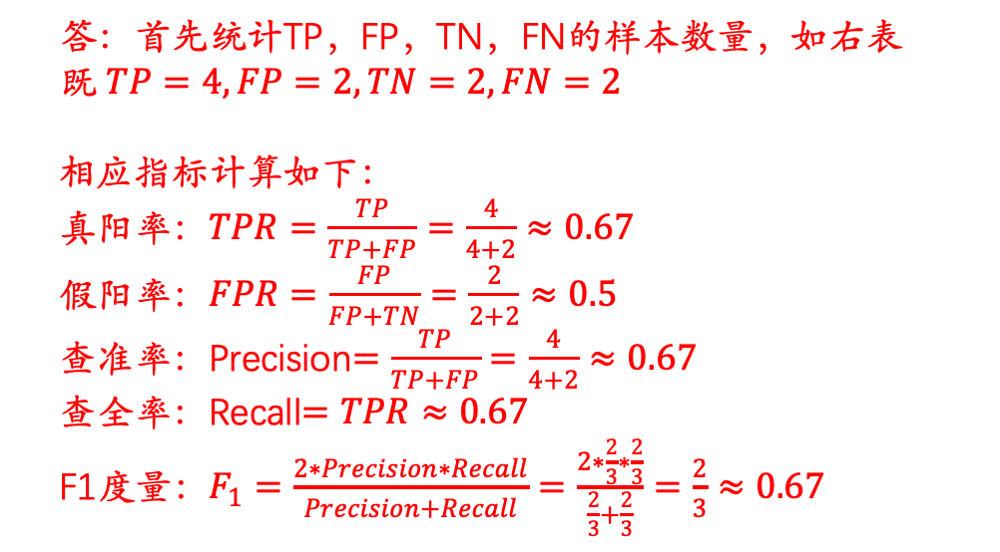 答：首先统计TP，FP，TN，FN的样本数量，如右表
既 TP = 4, FP = 2, TN = 2, FN = 2
相应指标计算如下：
真阳率：TPR = \frac{TP}{TP+FP} = \frac{4}{4+2} ≈ 0.67
假阳率：FPR = \frac{FP}{FP+TN} = \frac{2}{2+2} ≈ 0.5
查准率：Precision= \frac{TP}{TP+FP} = \frac{4}{4+2} ≈ 0.67
查全率：Recall= TPR ≈ 0.67
F1度量：F_1 = \frac{2*Precision*Recall}{Precision+Recall} = \frac{2*\frac{2}{3}*\frac{2}{3}}{\frac{2}{3}+\frac{2}{3}} = \frac{2}{3} ≈ 0.67